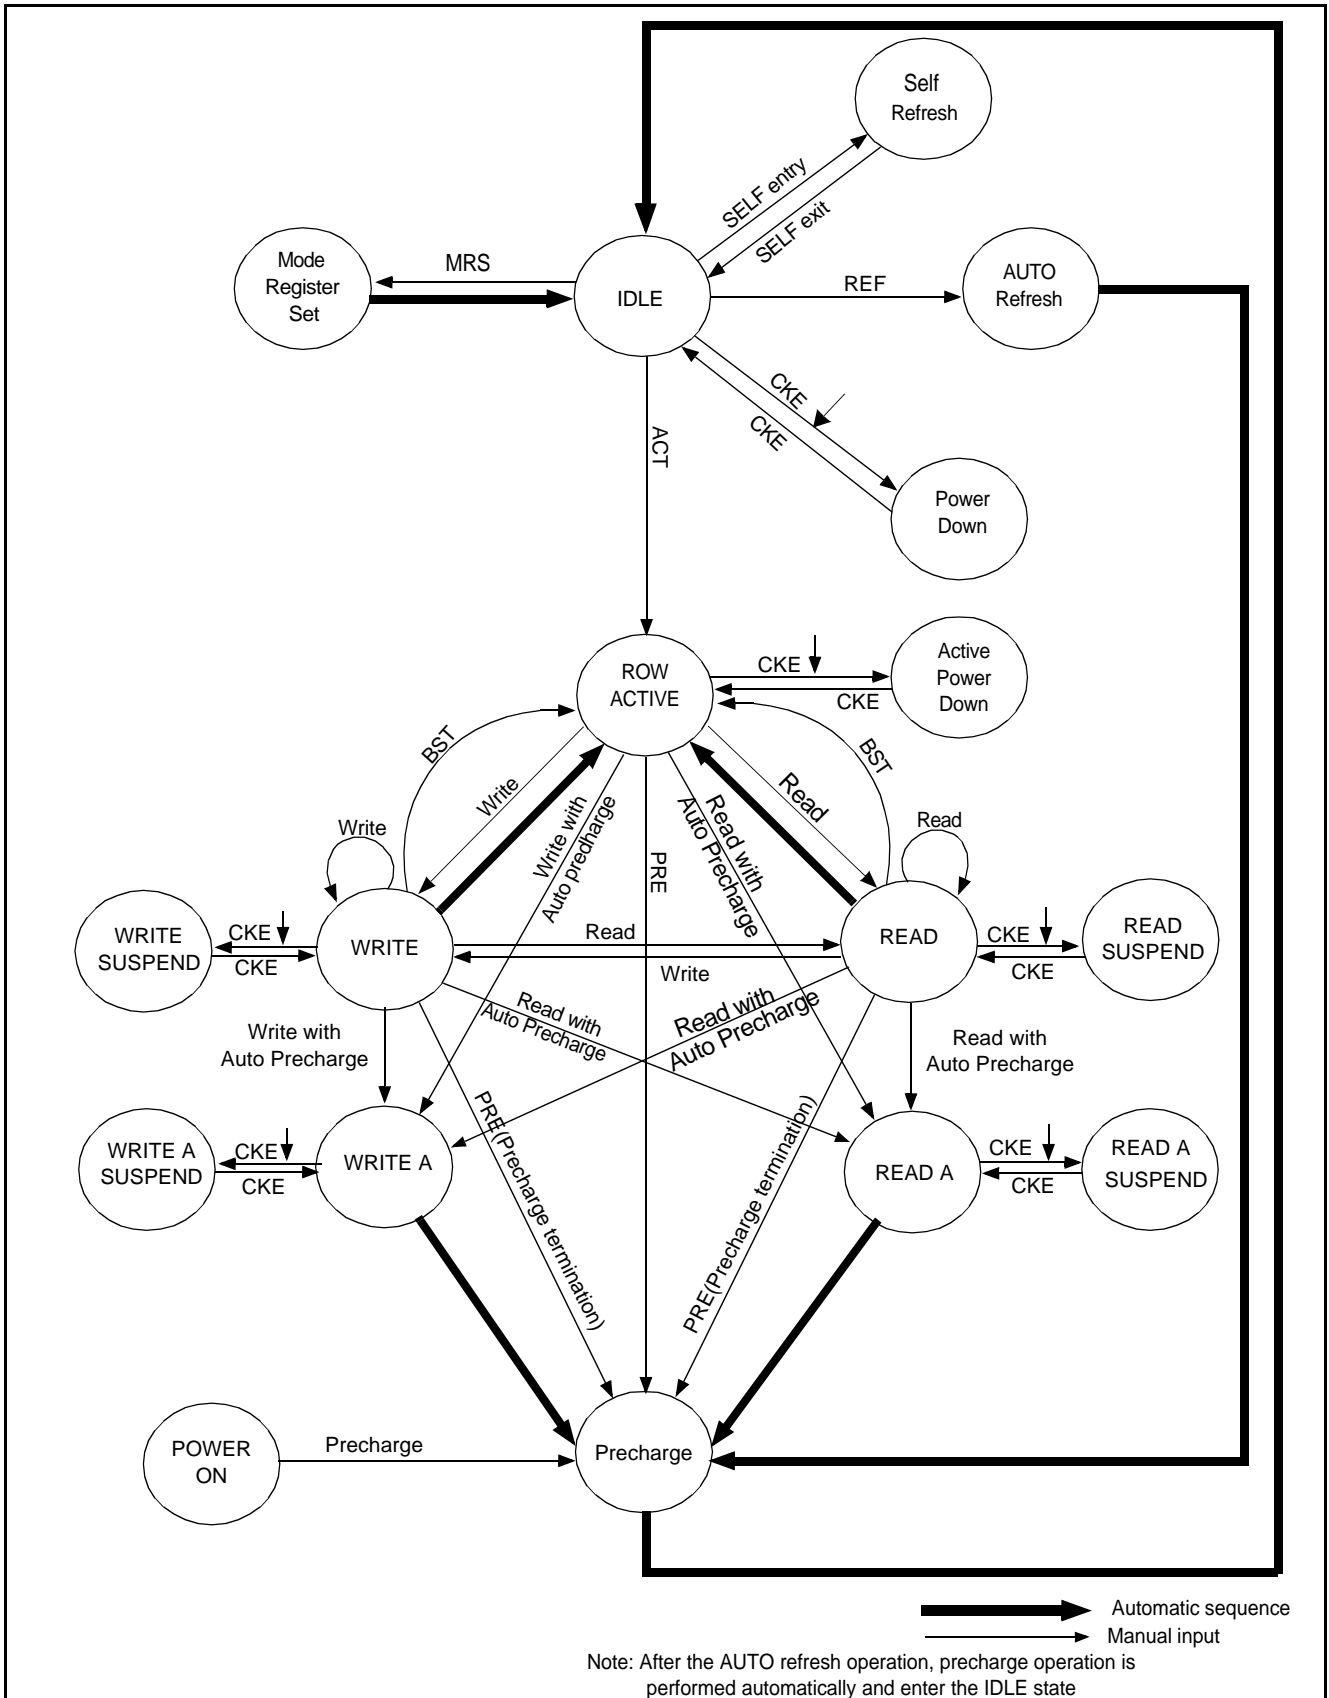 Self
Refresh
SELF entry
SELF exit
Mode
Register
Set
MRS
IDLE
REF
AUTO
Refresh
CKE
CKE
ACT
Power
Down
ROW
ACTIVE
CKE
CKE
Active
Power
Down
BST
Write
Write with
Auto predharge
PRE
Read with
Auto Precharge
Read
BST
Write
Read
WRITE
SUSPEND
CKE
CKE
WRITE
Read
Write
READ
CKE
CKE
READ
SUSPEND
Write with
Auto Precharge
Read with
Auto Precharge
Read with
Auto Precharge
Read with
Auto Precharge
PRE(Precharge termination)
PRE(Precharge termination)
WRITE A
SUSPEND
CKE
CKE
WRITE A
READ A
CKE
CKE
READ A
SUSPEND
POWER
ON
Precharge
Precharge
Automatic sequence
Manual input
Note: After the AUTO refresh operation, precharge operation is
performed automatically and enter the IDLE state